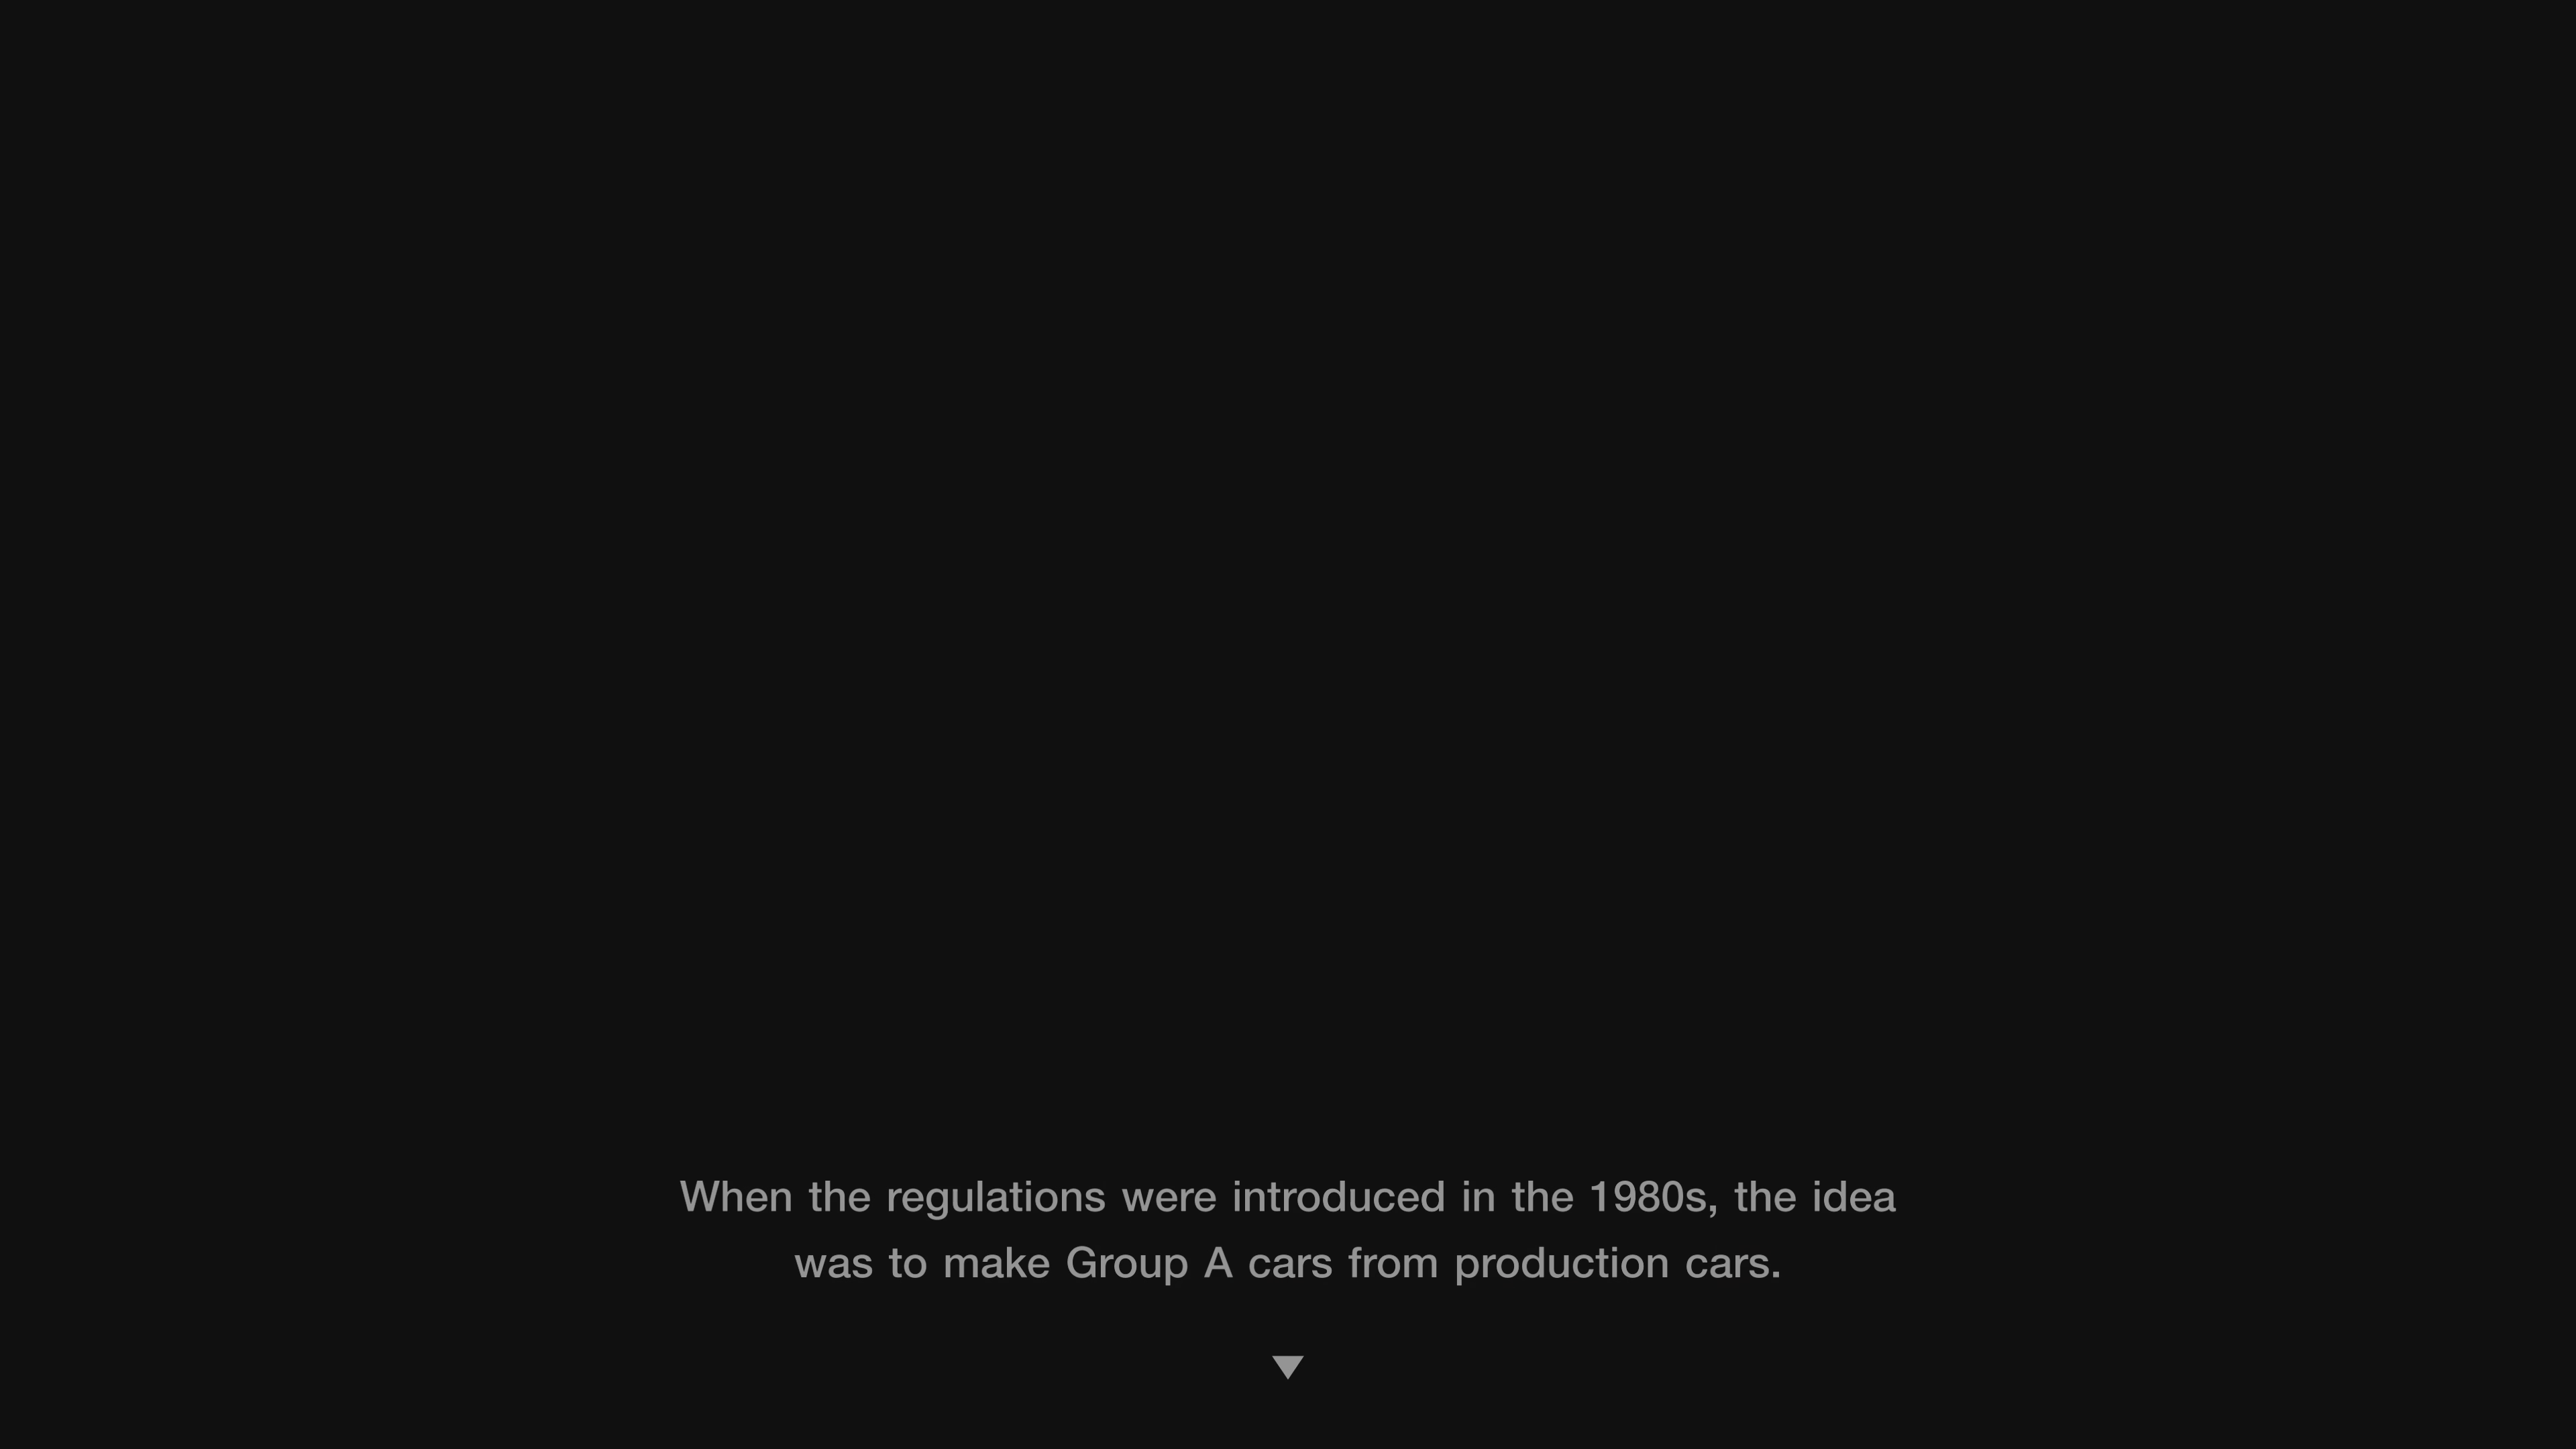 When the regulations were introduced in the 1980s, the idea
was to make Group A cars from production cars.